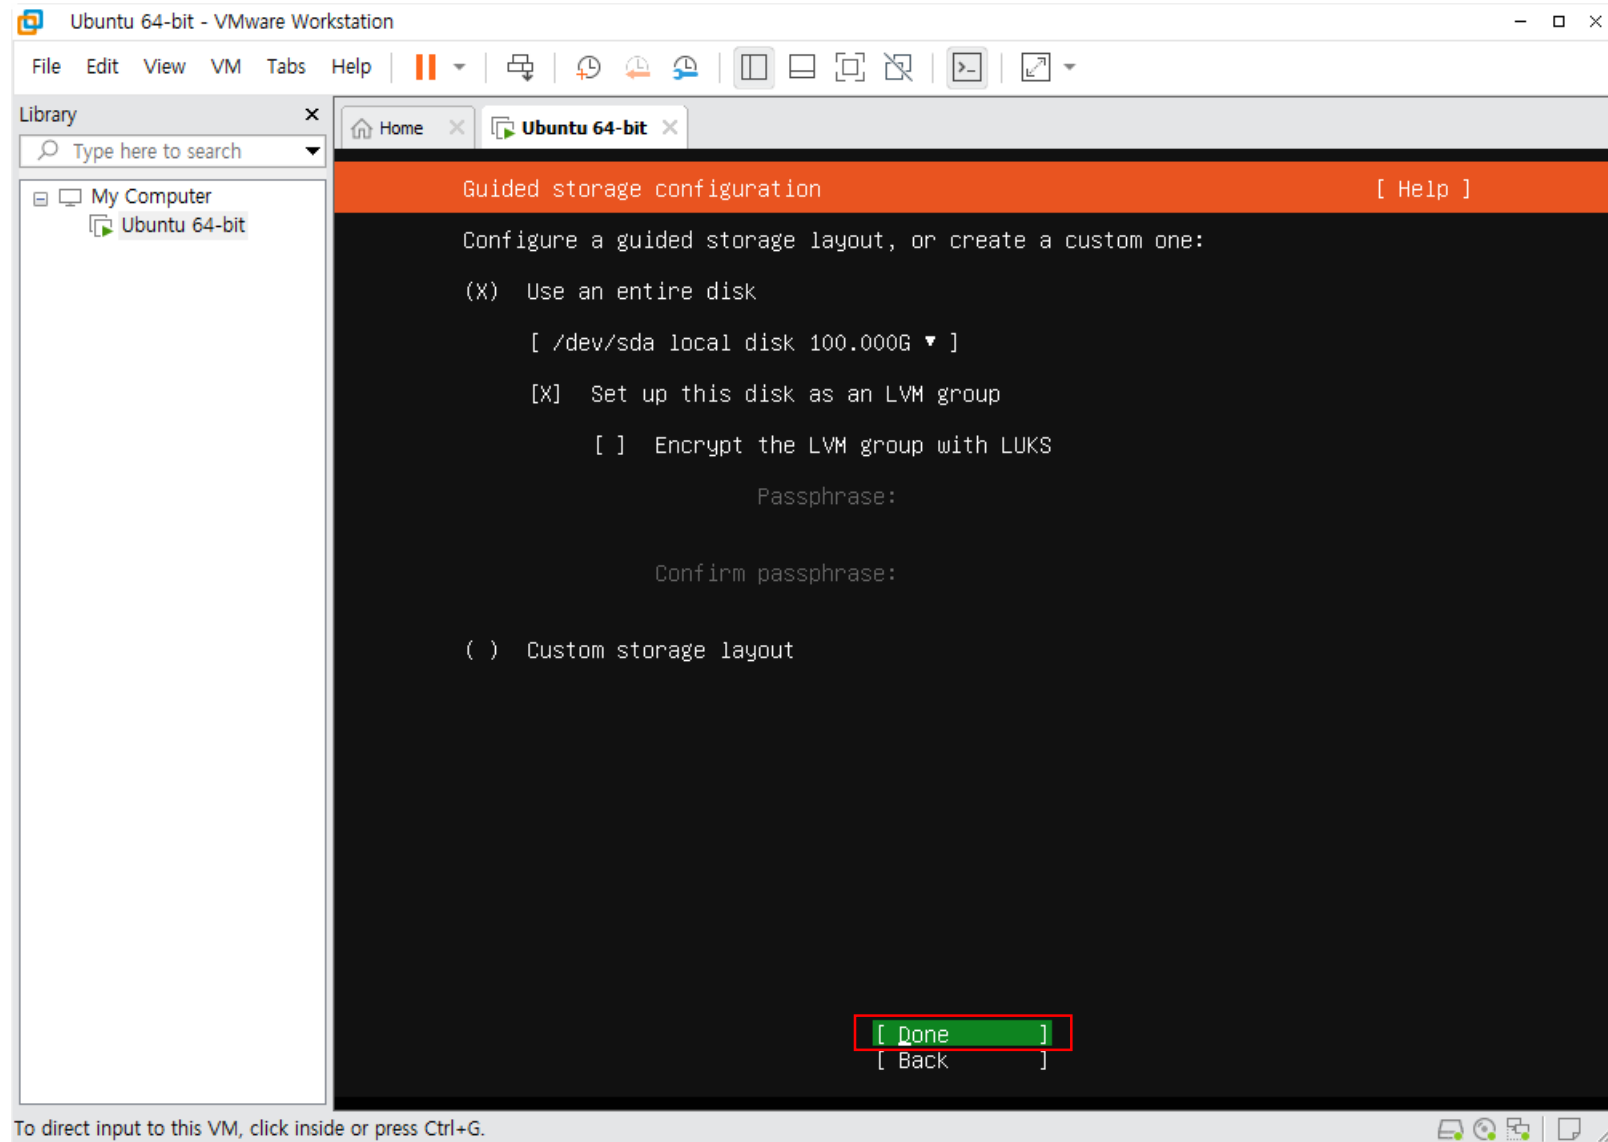 Ubuntu 64-bit - VMware Workstation
File Edit View VM Tabs Help
Library
Home
Ubuntu 64-bit
Type here to search
My Computer
Ubuntu 64-bit
Guided storage configuration [ Help ]
Configure a guided storage layout, or create a custom one:
(X) Use an entire disk
[ /dev/sda local disk 100.000G ▾ ]
[X] Set up this disk as an LVM group
[ ] Encrypt the LVM group with LUKS
Passphrase:
Confirm passphrase:
( ) Custom storage layout
[ Done ]
[ Back ]
To direct input to this VM, click inside or press Ctrl+G.